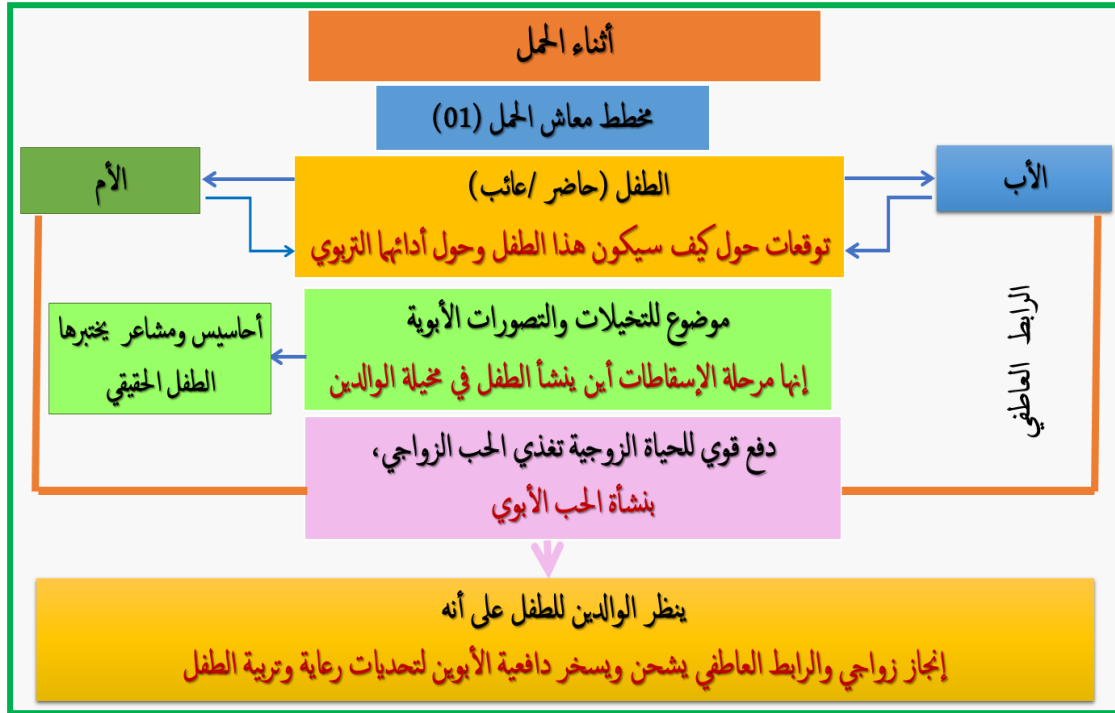 أثناء الحمل
مخطط معاش الحمل (01)
الأب
الطفل (حاضر /عائب)
توقعات حول كيف سيكون هذا الطفل وحول أدائهما التربوي
الأم
الرابط العاطفي
موضوع للتخيلات والتصورات الأبوية
إنها مرحلة الإسقاطات أين ينشأ الطفل في مخيلة الوالدين
أحاسيس ومشاعر يختبرها
الطفل الحقيقي
دفع قوي للحياة الزوجية تغذي الحب الزواجي،
بنشأة الحب الأبوي
ينظر الوالدين للطفل على أنه
إنجاز زواجي والرابط العاطفي يشحن ويسخر دافعية الأبوين لتحديات رعاية وتربية الطفل